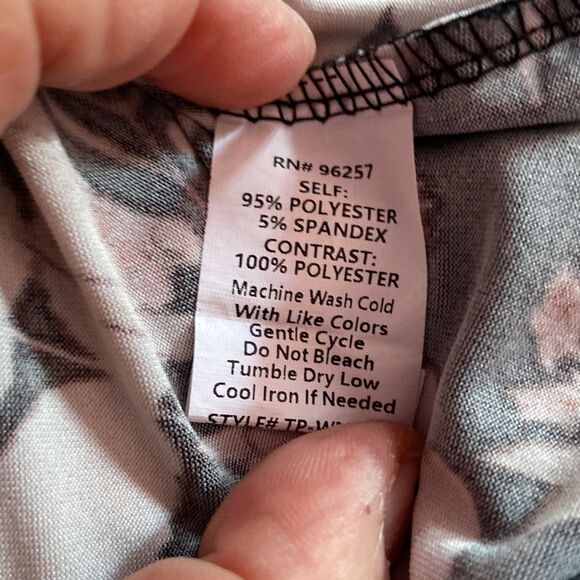 RN# 96257
SELF:
95% POLYESTER
5% SPANDEX
CONTRAST:
100% POLYESTER
Machine Wash Cold
With Like Colors
Gentle Cycle
Do Not Bleach
Tumble Dry Low
Cool Iron If Needed
STYLE#